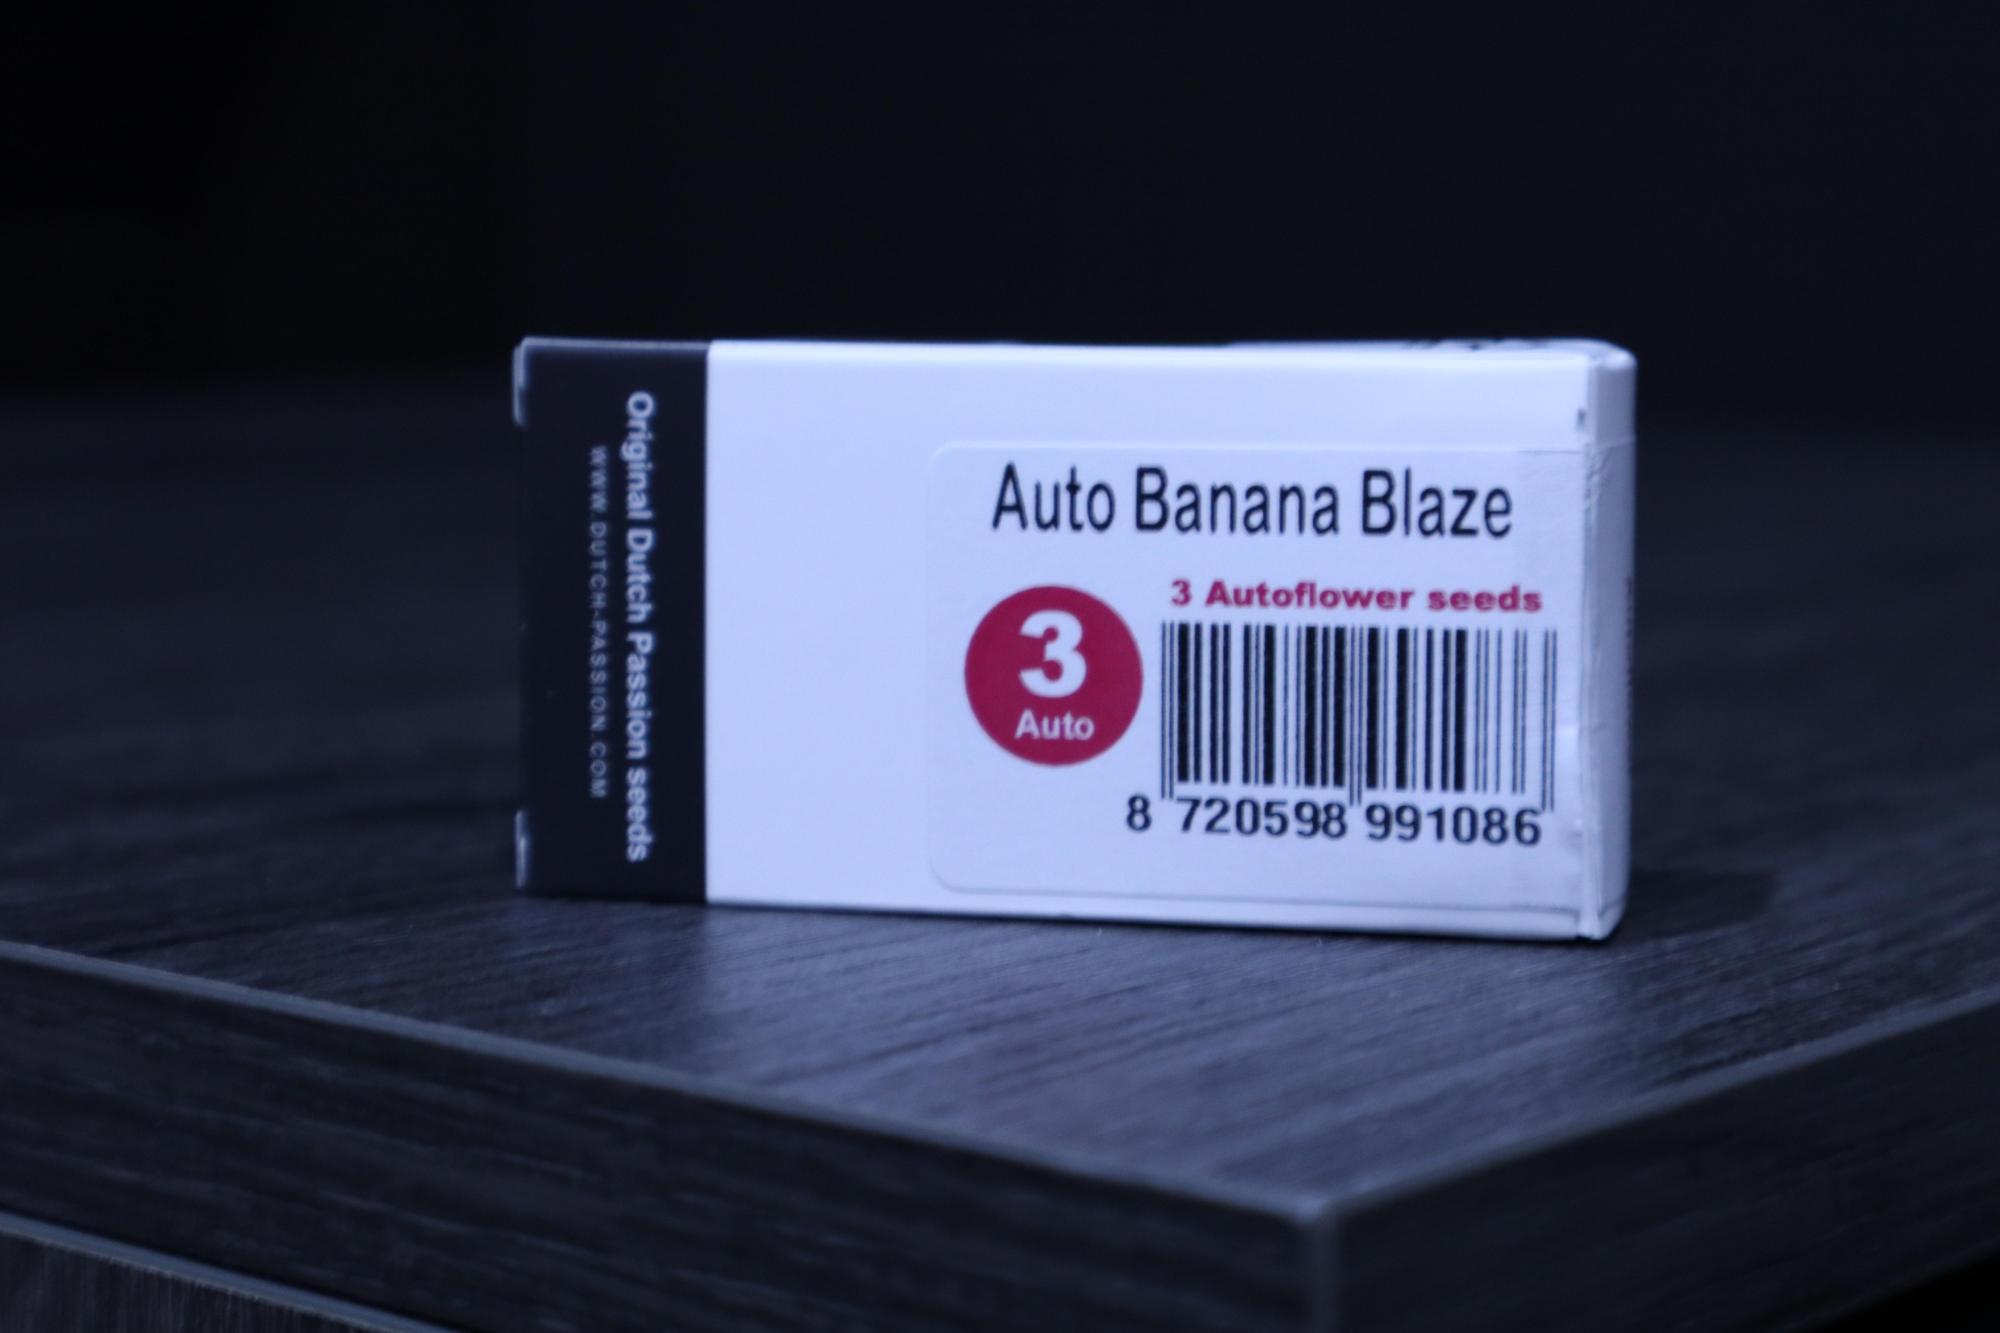 Original Dutch Passion seeds
WWW.DUTCH-PASSION.COM
Auto Banana Blaze
3 Autoflower seeds
3
Auto
8 720598 991086